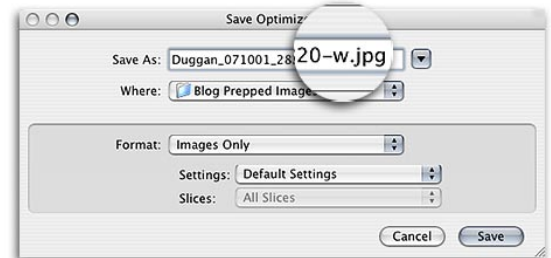 Save Optimiz
Save As: Duggan_071001_28 20-w.jpg
Where: Blog Prepped Image
Format: Images Only
Settings: Default Settings
Slices: All Slices
Cancel Save